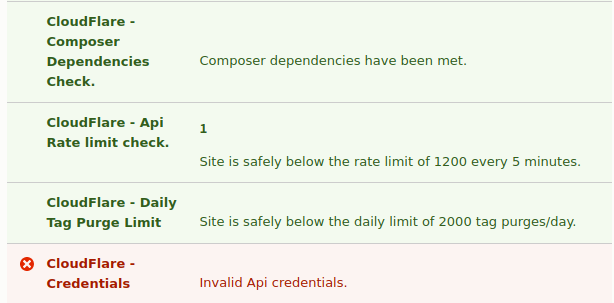 CloudFlare -
Composer
Dependencies
Check.
Composer dependencies have been met.
CloudFlare - Api
Rate limit check.
1
Site is safely below the rate limit of 1200 every 5 minutes.
CloudFlare - Daily
Tag Purge Limit
Site is safely below the daily limit of 2000 tag purges/day.
CloudFlare -
Credentials
Invalid Api credentials.